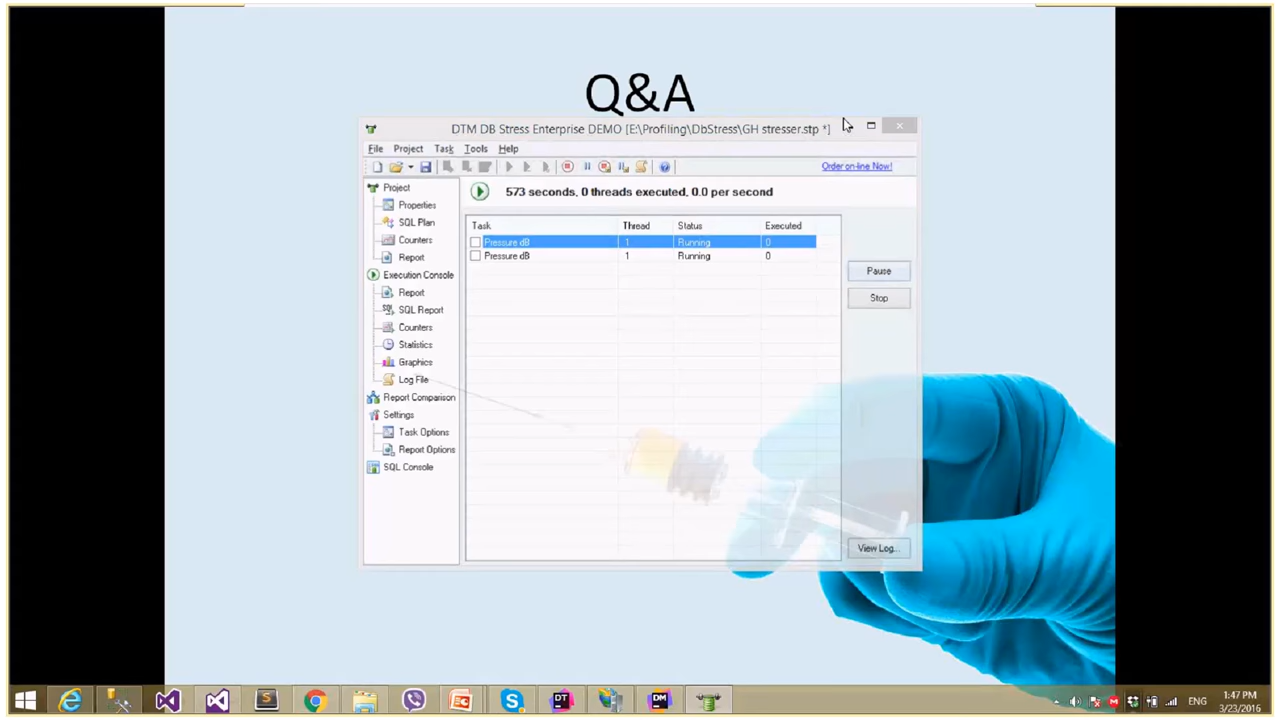 Q&A
DTM DB Stress Enterprise DEMO [E:\Profiling\DbStress\GH stresser.stp *]
File Project Task Tools Help
Order on-line Now!
Project
Properties
SQL Plan
Counters
Report
Execution Console
Report
SQL Report
Counters
Statistics
Graphics
Log File
Report Comparison
Settings
Task Options
Report Options
SQL Console
573 seconds, 0 threads executed, 0.0 per second
Task Thread Status Executed
Pressure dB 1 Running 0
Pressure dB 1 Running 0
Pause
Stop
View Log...
DT
DM
ENG
1:47 PM
3/23/2016